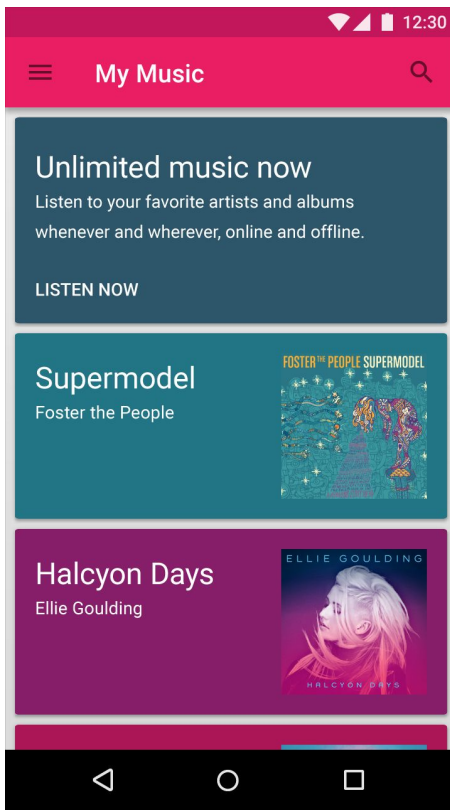 12:30
My Music
Unlimited music now
Listen to your favorite artists and albums
whenever and wherever, online and offline.
LISTEN NOW
Supermodel
Foster the People
FOSTER THE PEOPLE SUPERMODEL
Halcyon Days
Ellie Goulding
ELLIE GOULDING
HALCYON DAYS